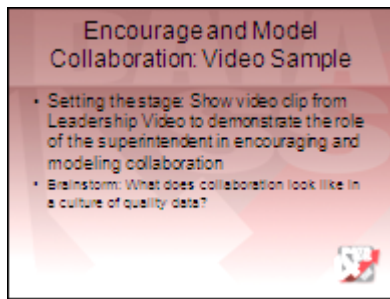 Encourage and Model
Collaboration: Video Sample
• Setting the stage: Show video clip from
Leadership Video to demonstrate the role
of the superintendent in encouraging and
modeling collaboration
• Brainstorm: What does collaboration look like in
a culture of quality data?